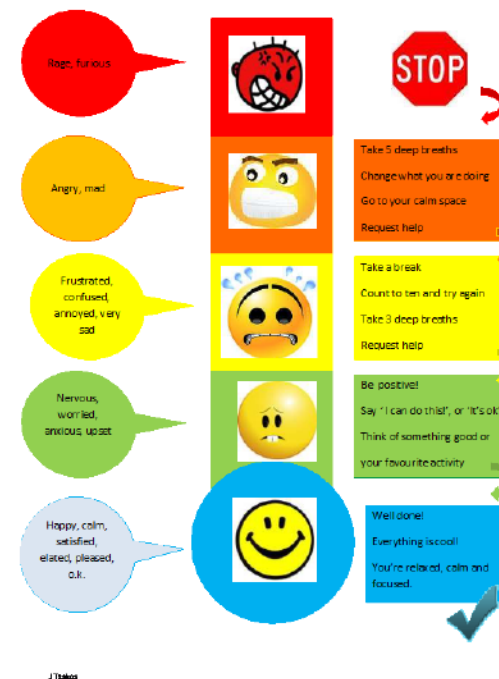 Rage, furious
STOP
Angry, mad
Take 5 deep breaths
Change what you are doing
Go to your calm space
Request help
Frustrated,
confused,
annoyed, very
sad
Take a break
Count to ten and try again
Take 3 deep breaths
Request help
Nervous,
worried,
anxious, upset
Be positive!
Say 'I can do this!', or 'It's ok'
Think of something good or
your favourite activity
Happy, calm,
satisfied,
elated, pleased,
o.k.
Well done!
Everything is cool!
You're relaxed, calm and
focused.